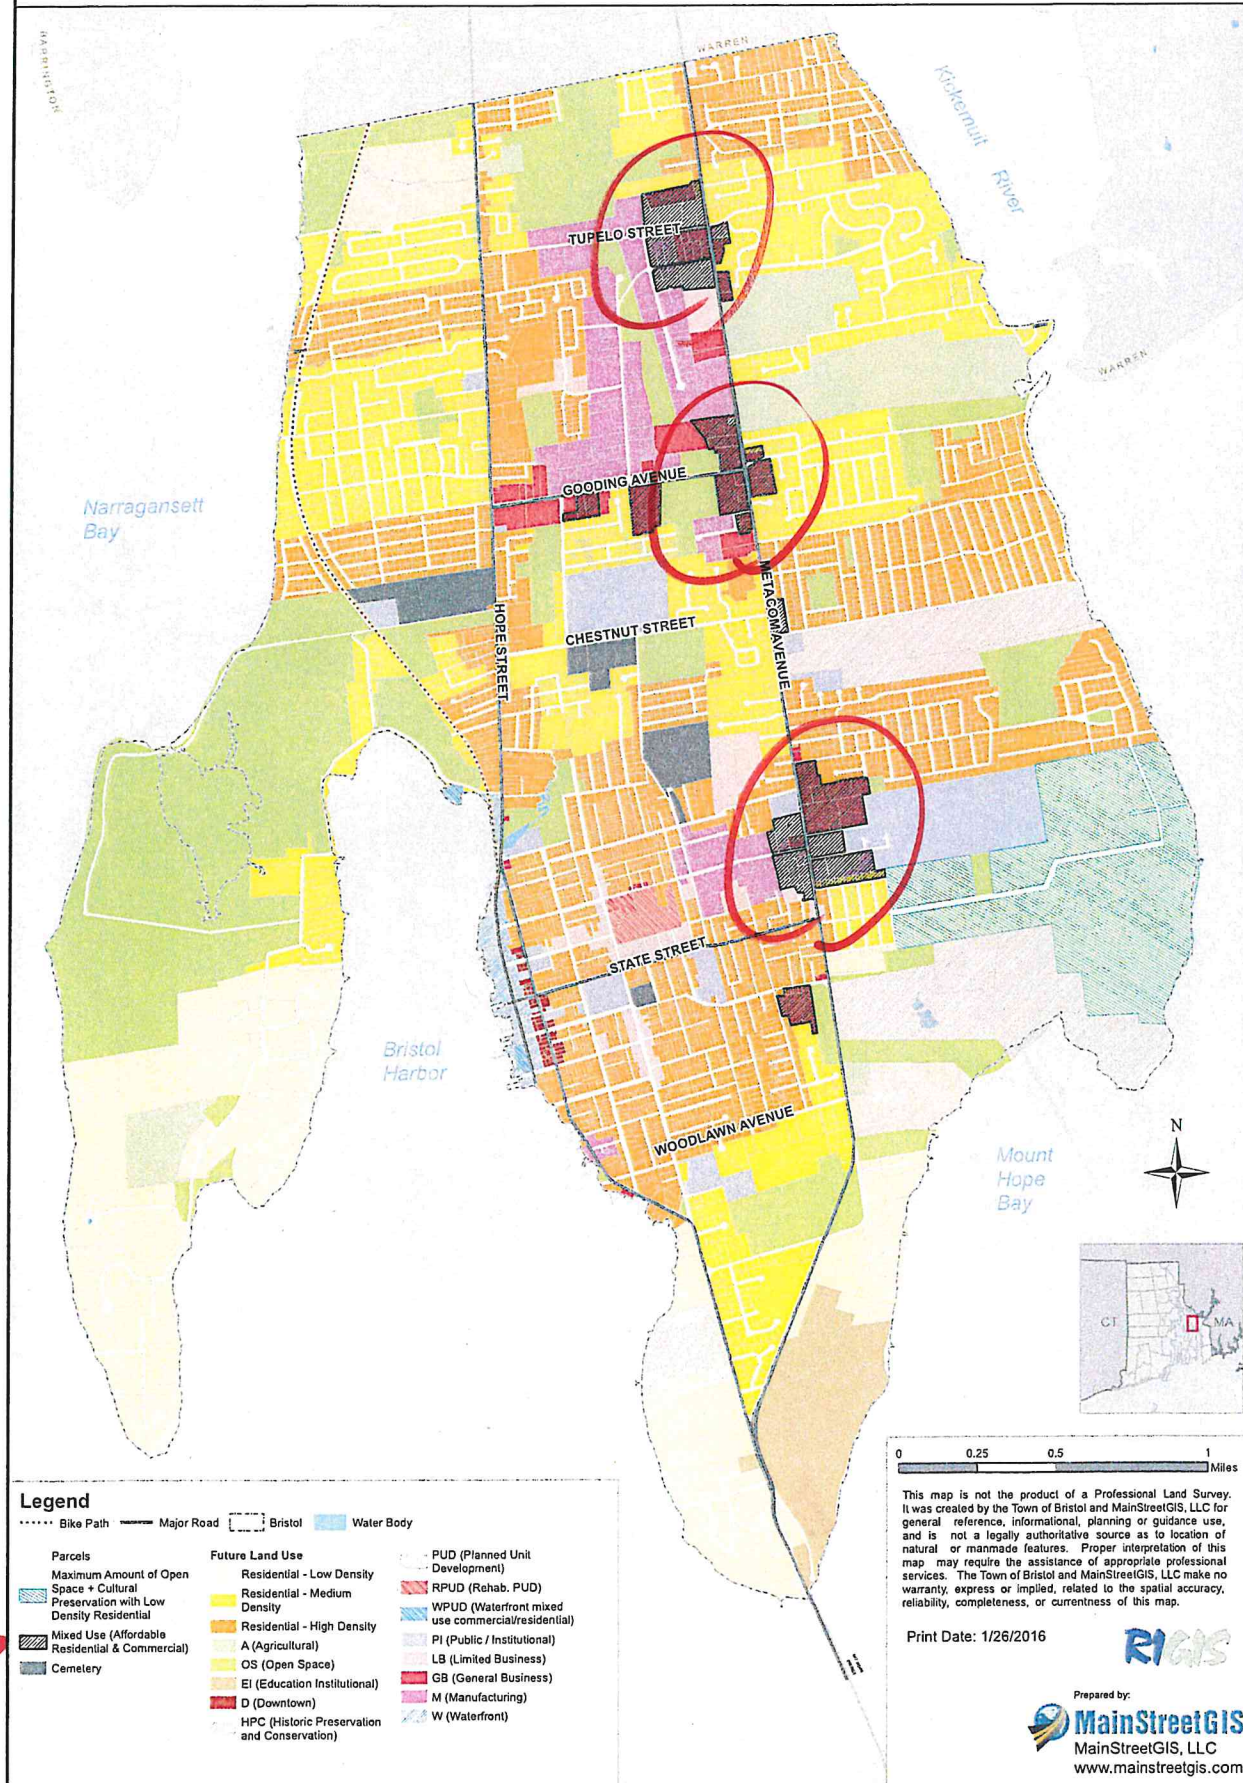 BARRINGTON
WARREN
Kickemuit
River
TUPELO STREET
WARREN
Narragansett
Bay
GOODING AVENUE
METACOM AVENUE
HOPE STREET
CHESTNUT STREET
STATE STREET
Bristol
Harbor
WOODLAWN AVENUE
Mount
Hope
Bay
N
CT
MA
0 0.25 0.5 1
Miles
Legend
Bike Path Major Road Bristol Water Body
Parcels
Maximum Amount of Open
Space + Cultural
Preservation with Low
Density Residential
Mixed Use (Affordable
Residential & Commercial)
Cemetery
Future Land Use
Residential - Low Density
Residential - Medium
Density
Residential - High Density
A (Agricultural)
OS (Open Space)
EI (Education Institutional)
D (Downtown)
HPC (Historic Preservation
and Conservation)
PUD (Planned Unit
Development)
RPUD (Rehab. PUD)
WPUD (Waterfront mixed
use commercial/residential)
PI (Public / Institutional)
LB (Limited Business)
GB (General Business)
M (Manufacturing)
W (Waterfront)
This map is not the product of a Professional Land Survey.
It was created by the Town of Bristol and MainStreetGIS, LLC for
general reference, informational, planning or guidance use,
and is not a legally authoritative source as to location of
natural or manmade features. Proper interpretation of this
map may require the assistance of appropriate professional
services. The Town of Bristol and MainStreetGIS, LLC make no
warranty, express or implied, related to the spatial accuracy,
reliability, completeness, or currentness of this map.
Print Date: 1/26/2016
RIGIS
Prepared by:
MainStreetGIS
MainStreetGIS, LLC
www.mainstreetgis.com